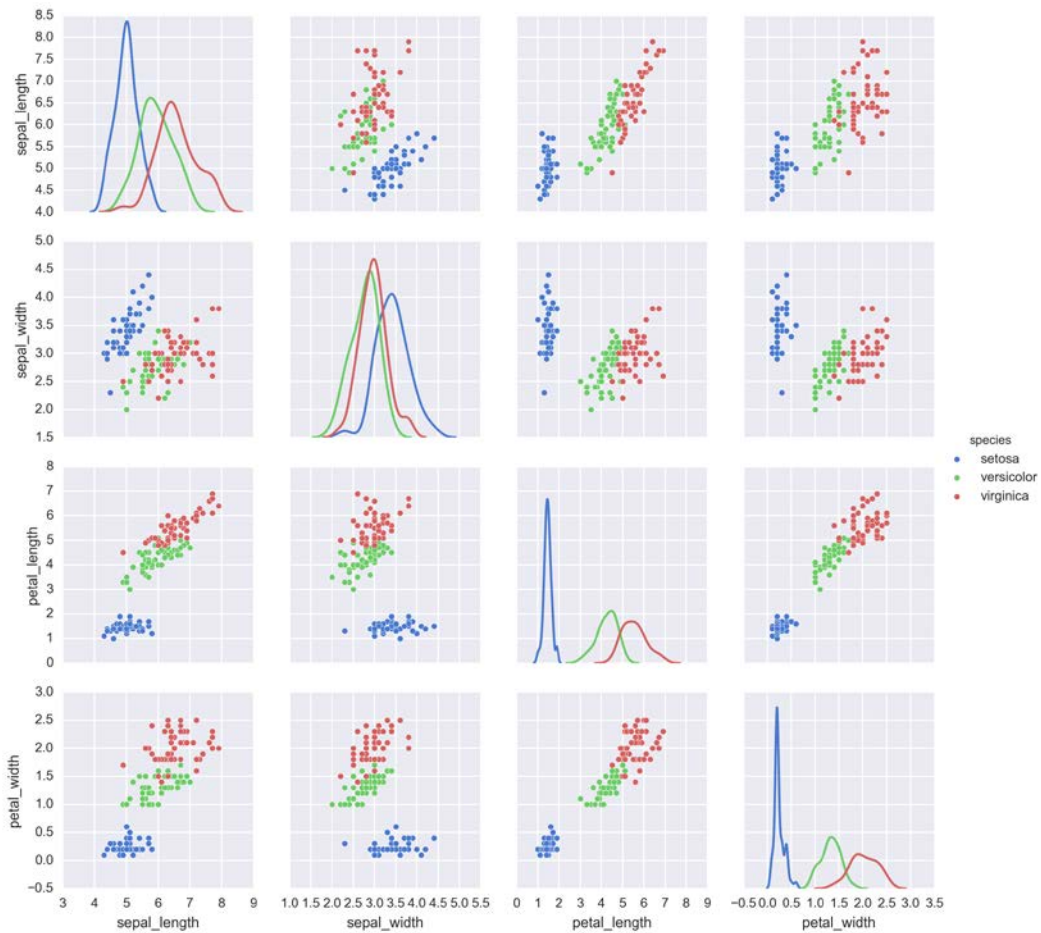 8.5
8.0
7.5
7.0
6.5
6.0
5.5
5.0
4.5
4.0
sepal_length
5.0
4.5
4.0
3.5
3.0
2.5
2.0
1.5
sepal_width
species
setosa
versicolor
virginica
8
7
6
5
4
3
2
1
0
petal_length
3.0
2.5
2.0
1.5
1.0
0.5
0.0
−0.5
petal_width
3 4 5 6 7 8 9
sepal_length
1.0 1.5 2.0 2.5 3.0 3.5 4.0 4.5 5.0 5.5
sepal_width
0 1 2 3 4 5 6 7 8 9
petal_length
−0.5 0.0 0.5 1.0 1.5 2.0 2.5 3.0 3.5
petal_width